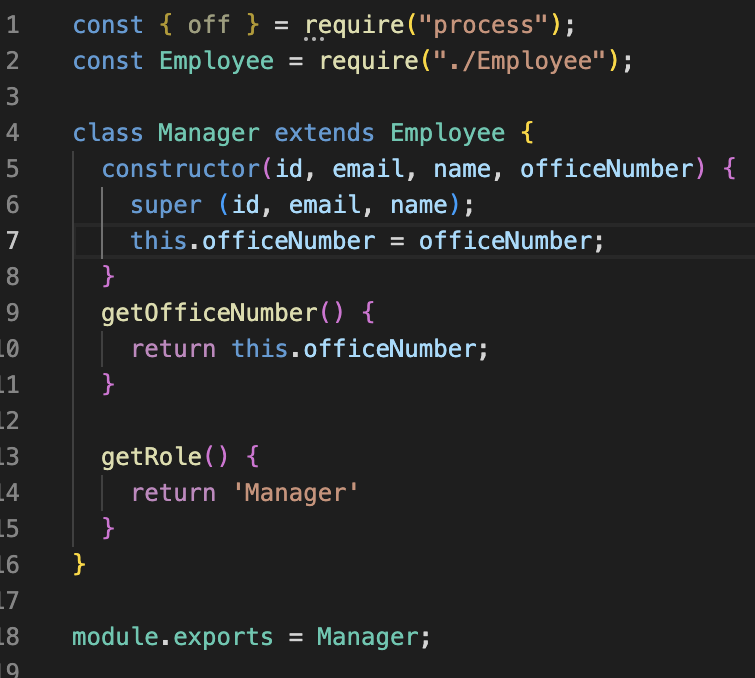 1 const { off } = require("process");
2 const Employee = require("./Employee");
3
4 class Manager extends Employee {
5 constructor(id, email, name, officeNumber) {
6 super (id, email, name);
7 this.officeNumber = officeNumber;
8 }
9 getOfficeNumber() {
10 return this.officeNumber;
11 }
12
13 getRole() {
14 return 'Manager'
15 }
16 }
17
18 module.exports = Manager;
19